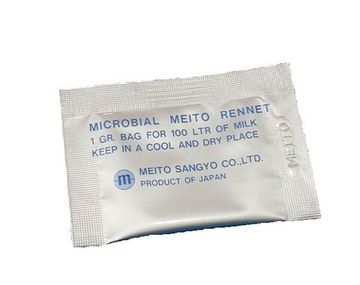 MICROBIAL MEITO RENNET
1 GR. BAG FOR 100 LTR OF MILK
KEEP IN A COOL AND DRY PLACE
m
MEITO SANGYO CO.,LTD.
PRODUCT OF JAPAN
MEITO